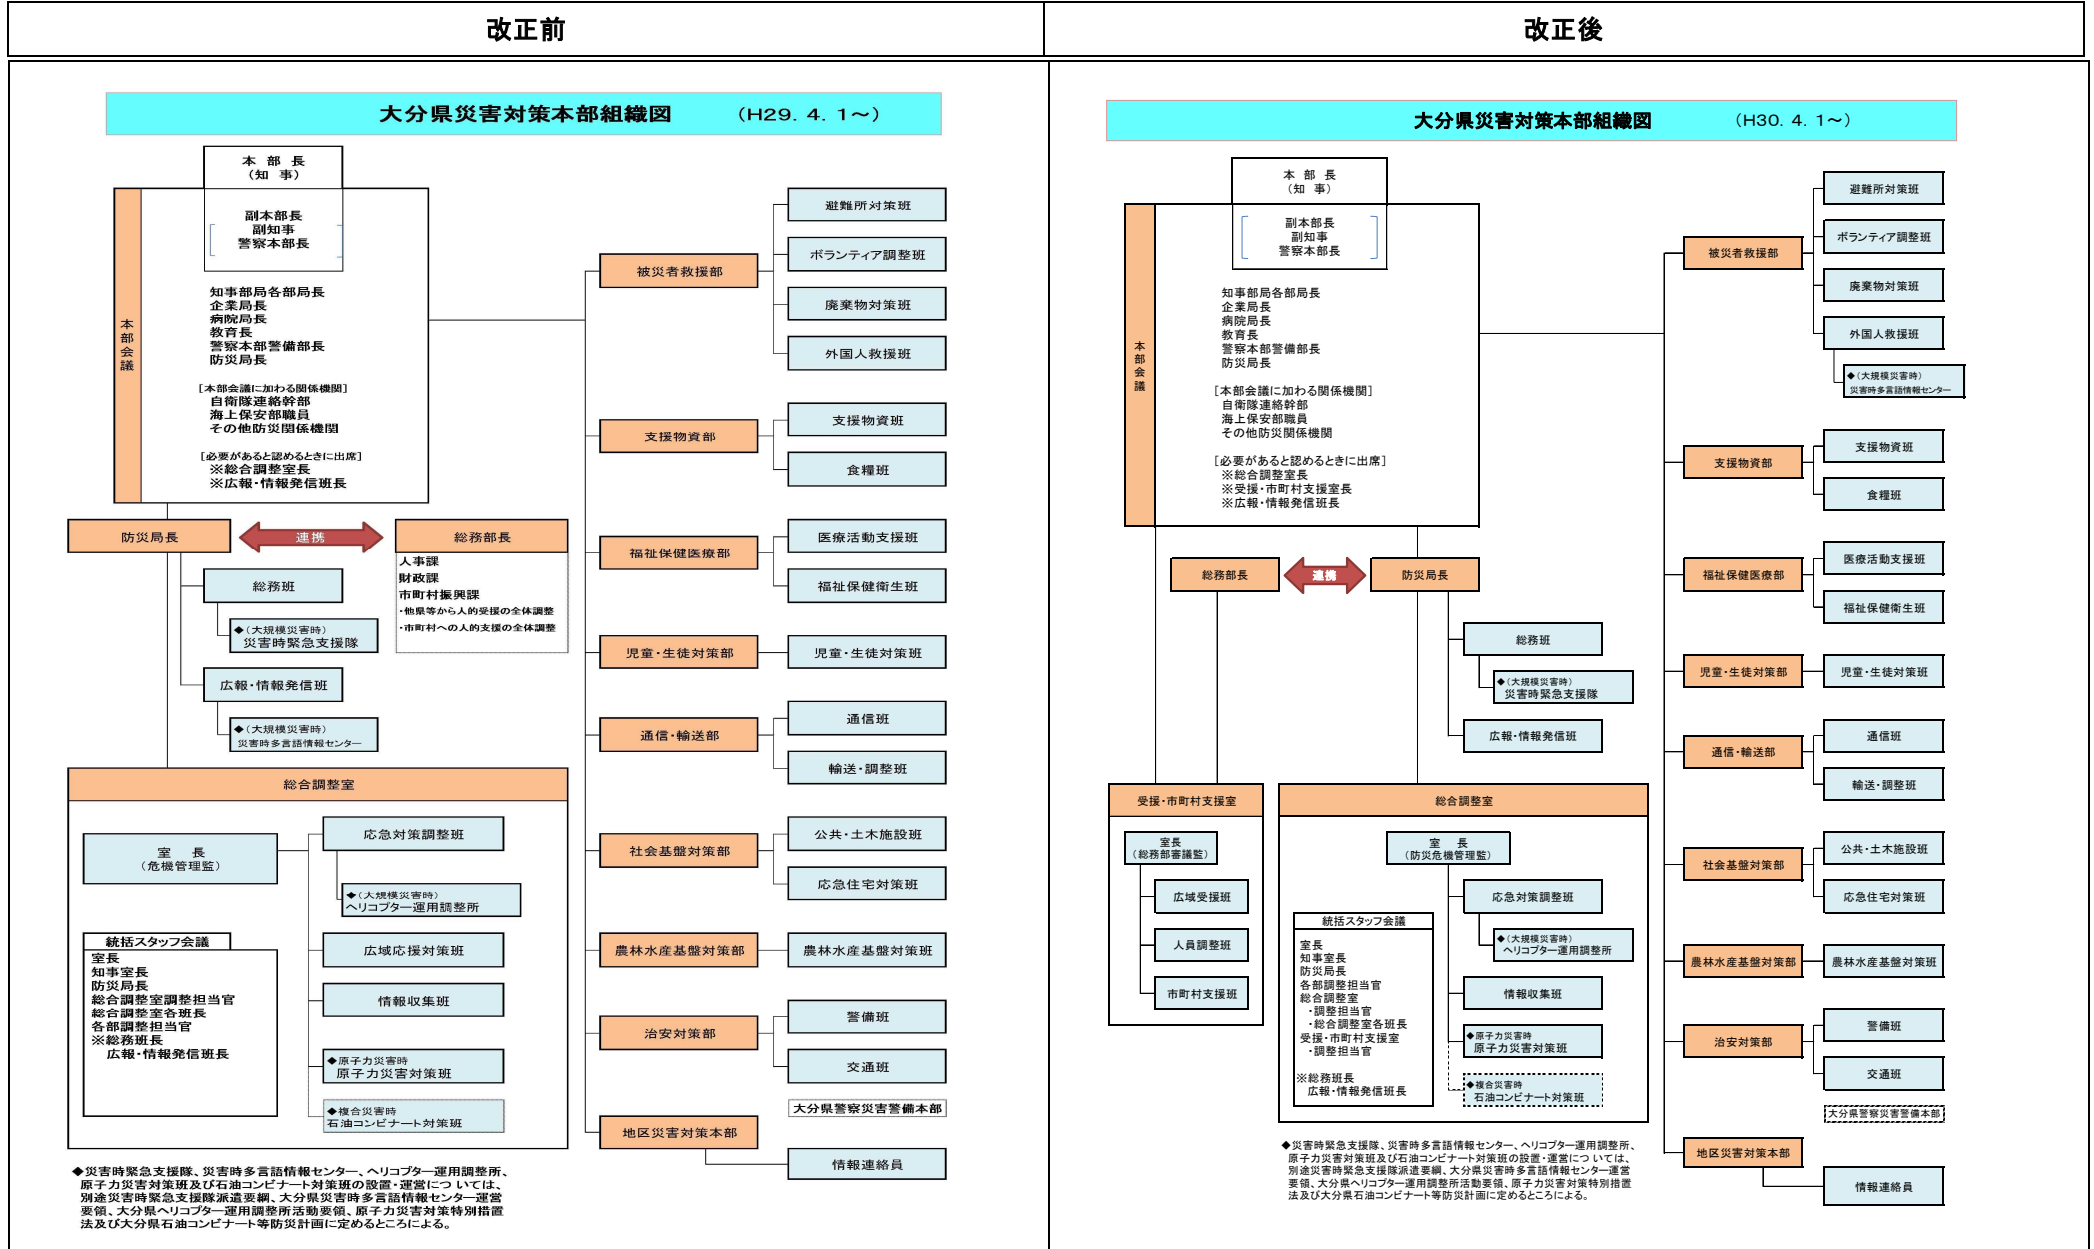 改正前
改正後
大分県災害対策本部組織図 (H29. 4. 1～)
本 部 長
(知 事)
副本部長
副知事
警察本部長
本部会議
知事部局各部局長
企業局長
病院局長
教育長
警察本部警備部長
防災局長
[本部会議に加わる関係機関]
自衛隊連絡幹部
海上保安部職員
その他防災関係機関
[必要があると認めるときに出席]
※総合調整室長
※広報・情報発信班長
防災局長
連携
総務部長
人事課
財政課
市町村振興課
・他県等から人的受援の全体調整
・市町村への人的支援の全体調整
総務班
◆(大規模災害時)
災害時緊急支援隊
広報・情報発信班
◆(大規模災害時)
災害時多言語情報センター
総合調整室
室 長
(危機管理監)
応急対策調整班
◆(大規模災害時)
ヘリコプター運用調整所
広域応援対策班
情報収集班
◆原子力災害時
原子力災害対策班
◆複合災害時
石油コンビナート対策班
統括スタッフ会議
室長
知事室長
防災局長
総合調整室調整担当官
総合調整室各班長
各部調整担当官
※総務班長
広報・情報発信班長
◆災害時緊急支援隊、災害時多言語情報センター、ヘリコプター運用調整所、
原子力災害対策班及び石油コンビナート対策班の設置・運営については、
別途災害時緊急支援隊派遣要綱、大分県災害時多言語情報センター運営
要領、大分県ヘリコプター運用調整所活動要領、原子力災害対策特別措置
法及び大分県石油コンビナート等防災計画に定めるところによる。
被災者救援部
避難所対策班
ボランティア調整班
廃棄物対策班
外国人救援班
支援物資部
支援物資班
食糧班
福祉保健医療部
医療活動支援班
福祉保健衛生班
児童・生徒対策部
児童・生徒対策班
通信・輸送部
通信班
輸送・調整班
社会基盤対策部
公共・土木施設班
応急住宅対策班
農林水産基盤対策部
農林水産基盤対策班
治安対策部
警備班
交通班
大分県警察災害警備本部
地区災害対策本部
情報連絡員
大分県災害対策本部組織図 (H30. 4. 1～)
本 部 長
(知 事)
副本部長
副知事
警察本部長
本部会議
知事部局各部局長
企業局長
病院局長
教育長
警察本部警備部長
防災局長
[本部会議に加わる関係機関]
自衛隊連絡幹部
海上保安部職員
その他防災関係機関
[必要があると認めるときに出席]
※総合調整室長
※受援・市町村支援室長
※広報・情報発信班長
総務部長
連携
防災局長
総務班
◆(大規模災害時)
災害時緊急支援隊
広報・情報発信班
受援・市町村支援室
室長
(総務部審議監)
広域受援班
人員調整班
市町村支援班
総合調整室
室 長
(防災危機管理監)
応急対策調整班
◆(大規模災害時)
ヘリコプター運用調整所
情報収集班
◆原子力災害時
原子力災害対策班
◆複合災害時
石油コンビナート対策班
統括スタッフ会議
室長
知事室長
防災局長
各部調整担当官
総合調整室
・調整担当官
・総合調整室各班長
受援・市町村支援室
・調整担当官
※総務班長
広報・情報発信班長
◆災害時緊急支援隊、災害時多言語情報センター、ヘリコプター運用調整所、
原子力災害対策班及び石油コンビナート対策班の設置・運営については、
別途災害時緊急支援隊派遣要綱、大分県災害時多言語情報センター運営
要領、大分県ヘリコプター運用調整所活動要領、原子力災害対策特別措置
法及び大分県石油コンビナート等防災計画に定めるところによる。
被災者救援部
避難所対策班
ボランティア調整班
廃棄物対策班
外国人救援班
◆(大規模災害時)
災害時多言語情報センター
支援物資部
支援物資班
食糧班
福祉保健医療部
医療活動支援班
福祉保健衛生班
児童・生徒対策部
児童・生徒対策班
通信・輸送部
通信班
輸送・調整班
社会基盤対策部
公共・土木施設班
応急住宅対策班
農林水産基盤対策部
農林水産基盤対策班
治安対策部
警備班
交通班
大分県警察災害警備本部
地区災害対策本部
情報連絡員